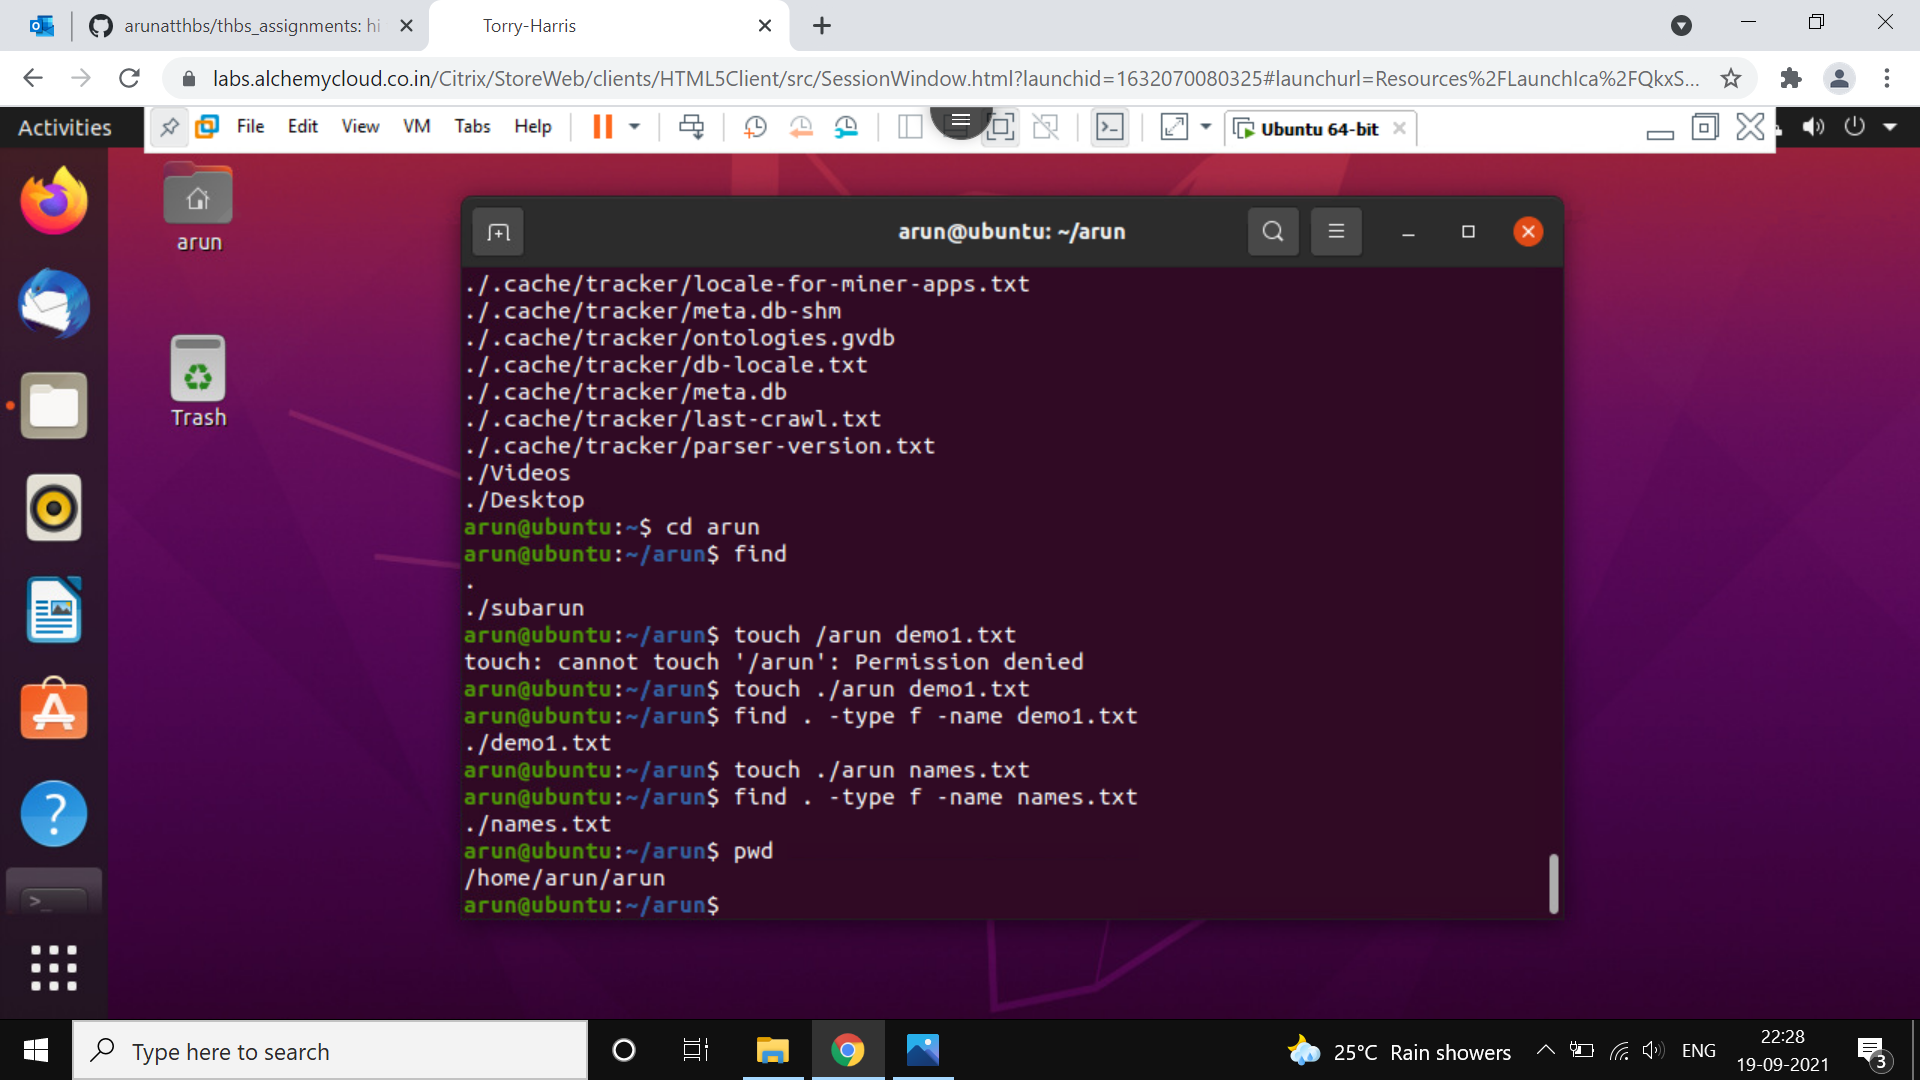 arunatthbs/thbs_assignments: hi
Torry-Harris
labs.alchemycloud.co.in/Citrix/StoreWeb/clients/HTML5Client/src/SessionWindow.html?launchid=1632070080325#launchurl=Resources%2FLaunchIca%2FQkxS...
Activities
File Edit View VM Tabs Help
Ubuntu 64-bit
arun
Trash
arun@ubuntu: ~/arun
./.cache/tracker/locale-for-miner-apps.txt
./.cache/tracker/meta.db-shm
./.cache/tracker/ontologies.gvdb
./.cache/tracker/db-locale.txt
./.cache/tracker/meta.db
./.cache/tracker/last-crawl.txt
./.cache/tracker/parser-version.txt
./Videos
./Desktop
arun@ubuntu:~$ cd arun
arun@ubuntu:~/arun$ find
.
./subarun
arun@ubuntu:~/arun$ touch /arun demo1.txt
touch: cannot touch '/arun': Permission denied
arun@ubuntu:~/arun$ touch ./arun demo1.txt
arun@ubuntu:~/arun$ find . -type f -name demo1.txt
./demo1.txt
arun@ubuntu:~/arun$ touch ./arun names.txt
arun@ubuntu:~/arun$ find . -type f -name names.txt
./names.txt
arun@ubuntu:~/arun$ pwd
/home/arun/arun
arun@ubuntu:~/arun$
Type here to search
25°C Rain showers
ENG
22:28
19-09-2021
3